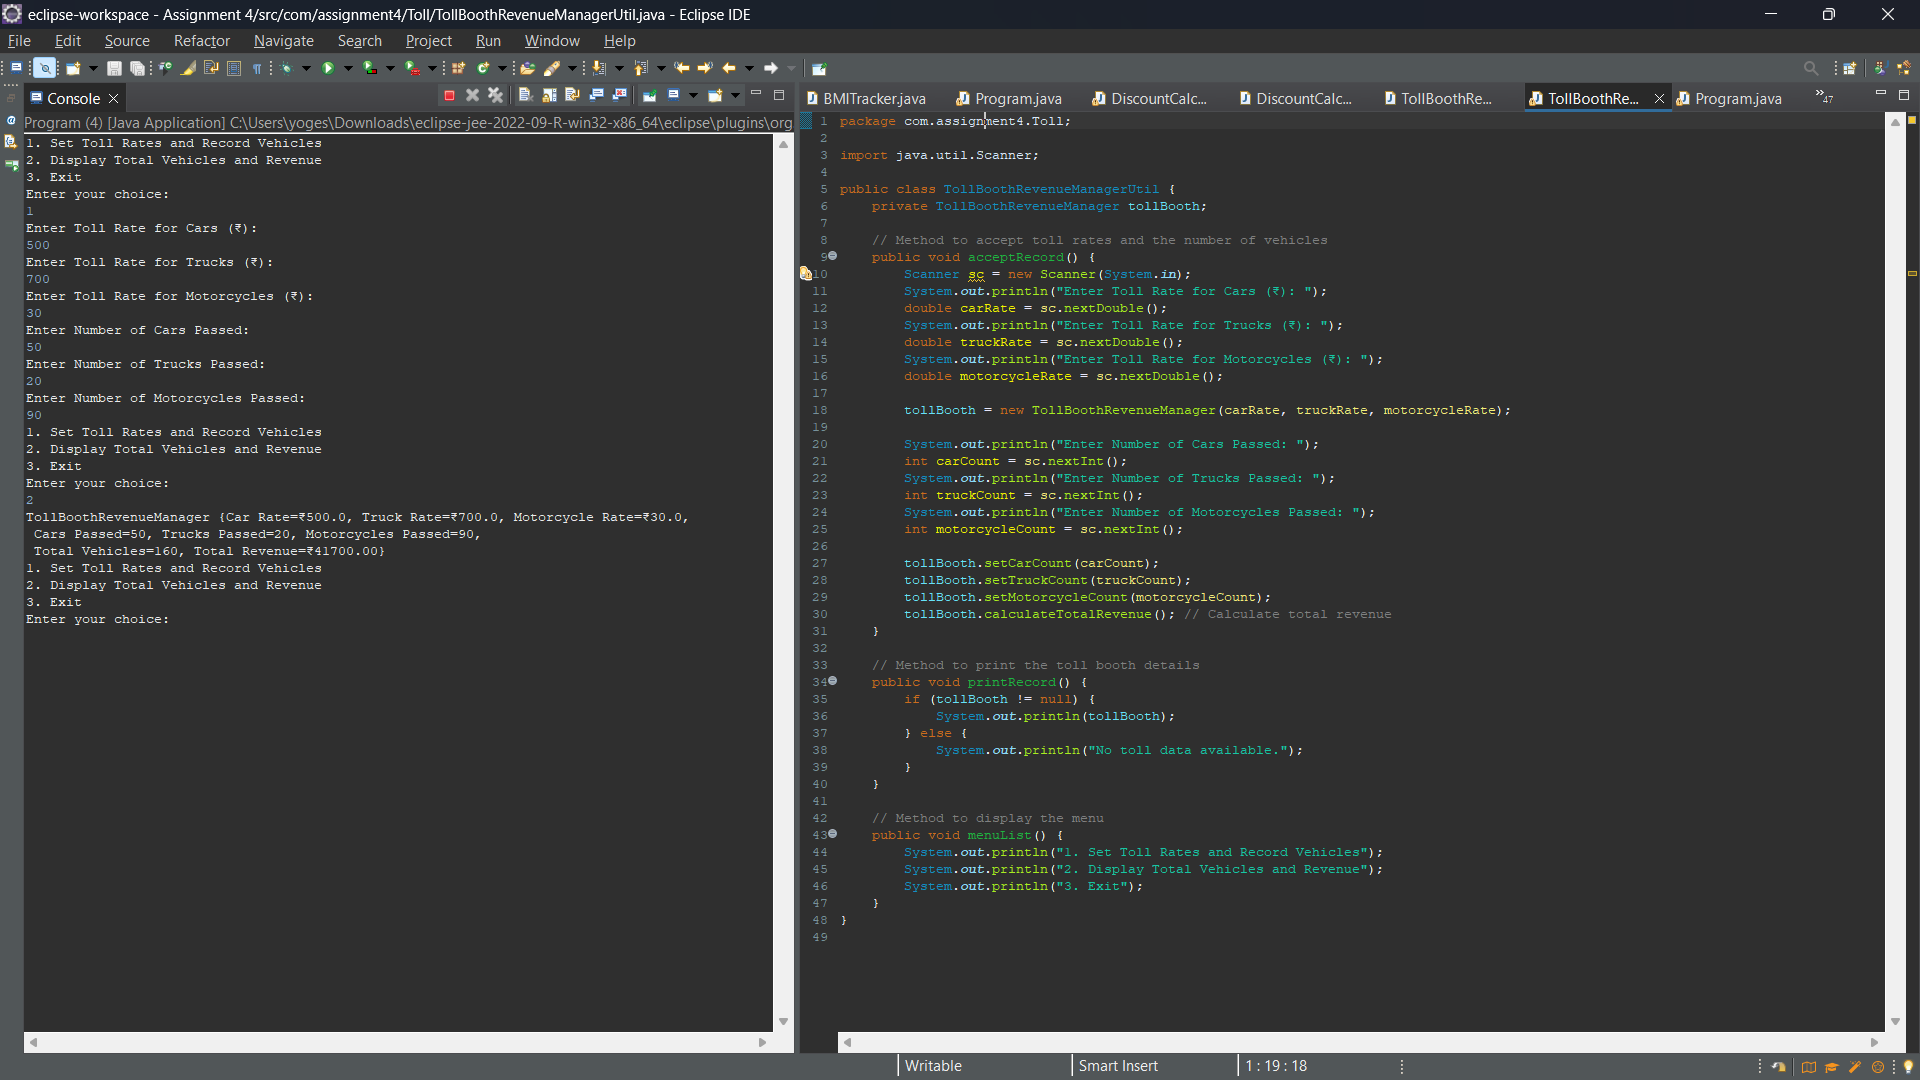 eclipse-workspace - Assignment 4/src/com/assignment4/Toll/TollBoothRevenueManagerUtil.java - Eclipse IDE
File Edit Source Refactor Navigate Search Project Run Window Help
Console
Program (4) [Java Application] C:\Users\yoges\Downloads\eclipse-jee-2022-09-R-win32-x86_64\eclipse\plugins\org
1. Set Toll Rates and Record Vehicles
2. Display Total Vehicles and Revenue
3. Exit
Enter your choice:
1
Enter Toll Rate for Cars (₹):
500
Enter Toll Rate for Trucks (₹):
700
Enter Toll Rate for Motorcycles (₹):
30
Enter Number of Cars Passed:
50
Enter Number of Trucks Passed:
20
Enter Number of Motorcycles Passed:
90
1. Set Toll Rates and Record Vehicles
2. Display Total Vehicles and Revenue
3. Exit
Enter your choice:
2
TollBoothRevenueManager {Car Rate=₹500.0, Truck Rate=₹700.0, Motorcycle Rate=₹30.0,
Cars Passed=50, Trucks Passed=20, Motorcycles Passed=90,
Total Vehicles=160, Total Revenue=₹41700.00}
1. Set Toll Rates and Record Vehicles
2. Display Total Vehicles and Revenue
3. Exit
Enter your choice:
BMITracker.java Program.java DiscountCalc... DiscountCalc... TollBoothRe... TollBoothRe... Program.java »47
1 package com.assignment4.Toll;
2
3 import java.util.Scanner;
4
5 public class TollBoothRevenueManagerUtil {
6 private TollBoothRevenueManager tollBooth;
7
8 // Method to accept toll rates and the number of vehicles
9 public void acceptRecord() {
10 Scanner sc = new Scanner(System.in);
11 System.out.println("Enter Toll Rate for Cars (₹): ");
12 double carRate = sc.nextDouble();
13 System.out.println("Enter Toll Rate for Trucks (₹): ");
14 double truckRate = sc.nextDouble();
15 System.out.println("Enter Toll Rate for Motorcycles (₹): ");
16 double motorcycleRate = sc.nextDouble();
17
18 tollBooth = new TollBoothRevenueManager(carRate, truckRate, motorcycleRate);
19
20 System.out.println("Enter Number of Cars Passed: ");
21 int carCount = sc.nextInt();
22 System.out.println("Enter Number of Trucks Passed: ");
23 int truckCount = sc.nextInt();
24 System.out.println("Enter Number of Motorcycles Passed: ");
25 int motorcycleCount = sc.nextInt();
26
27 tollBooth.setCarCount(carCount);
28 tollBooth.setTruckCount(truckCount);
29 tollBooth.setMotorcycleCount(motorcycleCount);
30 tollBooth.calculateTotalRevenue(); // Calculate total revenue
31 }
32
33 // Method to print the toll booth details
34 public void printRecord() {
35 if (tollBooth != null) {
36 System.out.println(tollBooth);
37 } else {
38 System.out.println("No toll data available.");
39 }
40 }
41
42 // Method to display the menu
43 public void menuList() {
44 System.out.println("1. Set Toll Rates and Record Vehicles");
45 System.out.println("2. Display Total Vehicles and Revenue");
46 System.out.println("3. Exit");
47 }
48 }
49
Writable Smart Insert 1 : 19 : 18